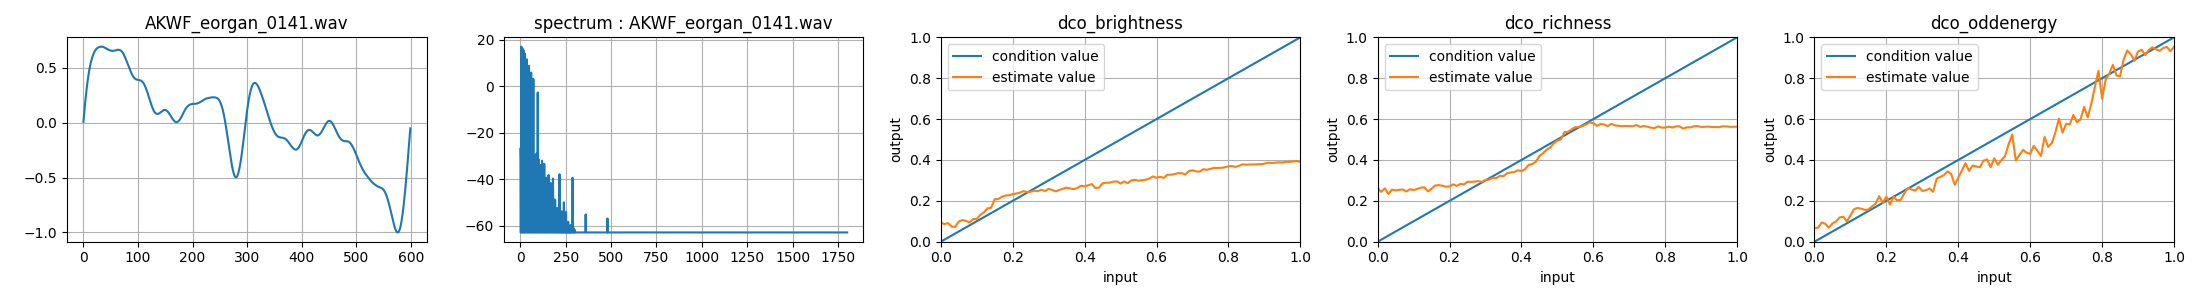 AKWF_eorgan_0141.wav
0.5
0.0
−0.5
−1.0
0 100 200 300 400 500 600
spectrum : AKWF_eorgan_0141.wav
20
0
−20
−40
−60
0 250 500 750 1000 1250 1500 1750
dco_brightness
condition value
estimate value
output
1.0
0.8
0.6
0.4
0.2
0.0
0.0 0.2 0.4 0.6 0.8 1.0
input
dco_richness
condition value
estimate value
output
1.0
0.8
0.6
0.4
0.2
0.0
0.0 0.2 0.4 0.6 0.8 1.0
input
dco_oddenergy
condition value
estimate value
output
1.0
0.8
0.6
0.4
0.2
0.0
0.0 0.2 0.4 0.6 0.8 1.0
input